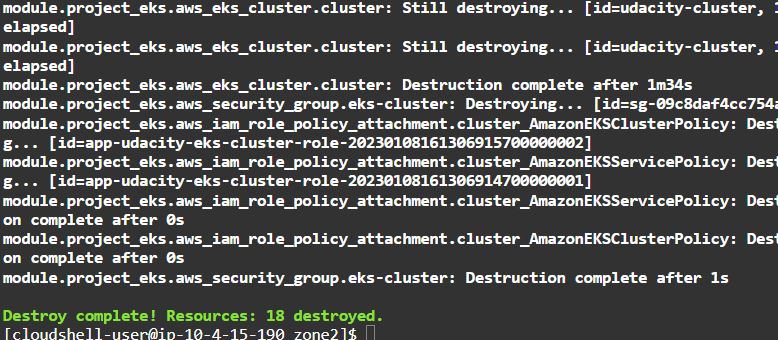 module.project_eks.aws_eks_cluster.cluster: Still destroying... [id=udacity-cluster, 1
elapsed]
module.project_eks.aws_eks_cluster.cluster: Still destroying... [id=udacity-cluster, 1
elapsed]
module.project_eks.aws_eks_cluster.cluster: Destruction complete after 1m34s
module.project_eks.aws_security_group.eks-cluster: Destroying... [id=sg-09c8daf4cc754a
module.project_eks.aws_iam_role_policy_attachment.cluster_AmazonEKSClusterPolicy: Dest
g... [id=app-udacity-eks-cluster-role-20230108161306915700000002]
module.project_eks.aws_iam_role_policy_attachment.cluster_AmazonEKSServicePolicy: Dest
g... [id=app-udacity-eks-cluster-role-20230108161306914700000001]
module.project_eks.aws_iam_role_policy_attachment.cluster_AmazonEKSServicePolicy: Dest
on complete after 0s
module.project_eks.aws_iam_role_policy_attachment.cluster_AmazonEKSClusterPolicy: Dest
on complete after 0s
module.project_eks.aws_security_group.eks-cluster: Destruction complete after 1s
Destroy complete! Resources: 18 destroyed.
[cloudshell-user@ip-10-4-15-190 zone2]$